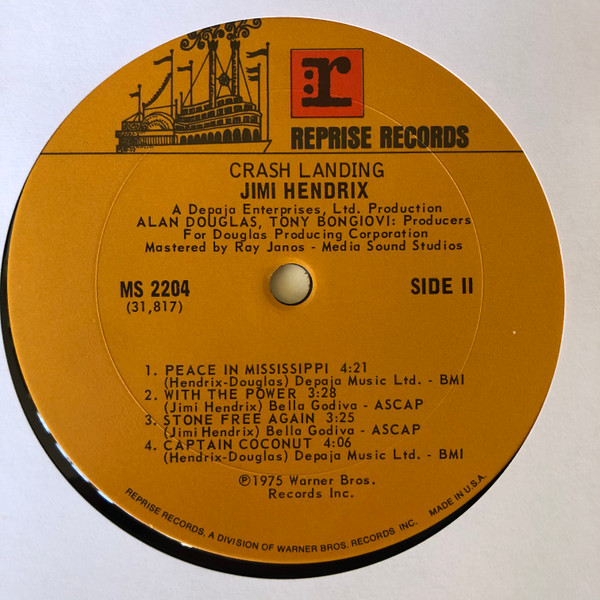 :r
REPRISE RECORDS
CRASH LANDING
JIMI HENDRIX
A Depaja Enterprises, Ltd. Production
ALAN DOUGLAS, TONY BONGIOVI: Producers
For Douglas Producing Corporation
Mastered by Ray Janos - Media Sound Studios
MS 2204 SIDE II
(31,817)
1. PEACE IN MISSISSIPPI 4:21
(Hendrix-Douglas) Depaja Music Ltd. - BMI
2. WITH THE POWER 3:28
(Jimi Hendrix) Bella Godiva - ASCAP
3. STONE FREE AGAIN 3:25
(Jimi Hendrix) Bella Godiva - ASCAP
4. CAPTAIN COCONUT 4:06
(Hendrix-Douglas) Depaja Music Ltd. - BMI
℗1975 Warner Bros.
Records Inc.
REPRISE RECORDS, A DIVISION OF WARNER BROS. RECORDS INC. MADE IN U.S.A.